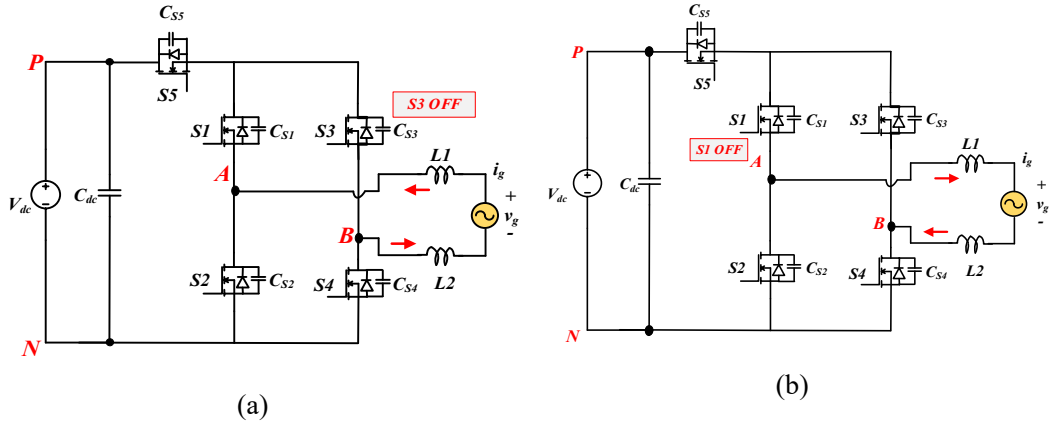 C_S5
P
S5
S3 OFF
S1
C_S1
S3
C_S3
A
L1
i_g
V_dc
C_dc
+
v_g
-
B
S2
C_S2
S4
C_S4
L2
N
(a)
C_S5
P
S5
S1
C_S1
S3
C_S3
S1 OFF
A
L1
i_g
V_dc
C_dc
+
v_g
-
B
S2
C_S2
S4
C_S4
L2
N
(b)